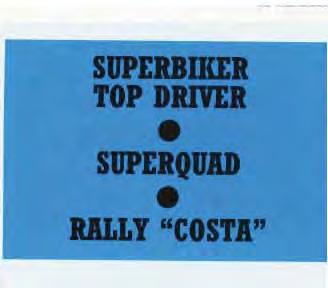 SUPERBIKER
TOP DRIVER
●
SUPERQUAD
●
RALLY “COSTA”